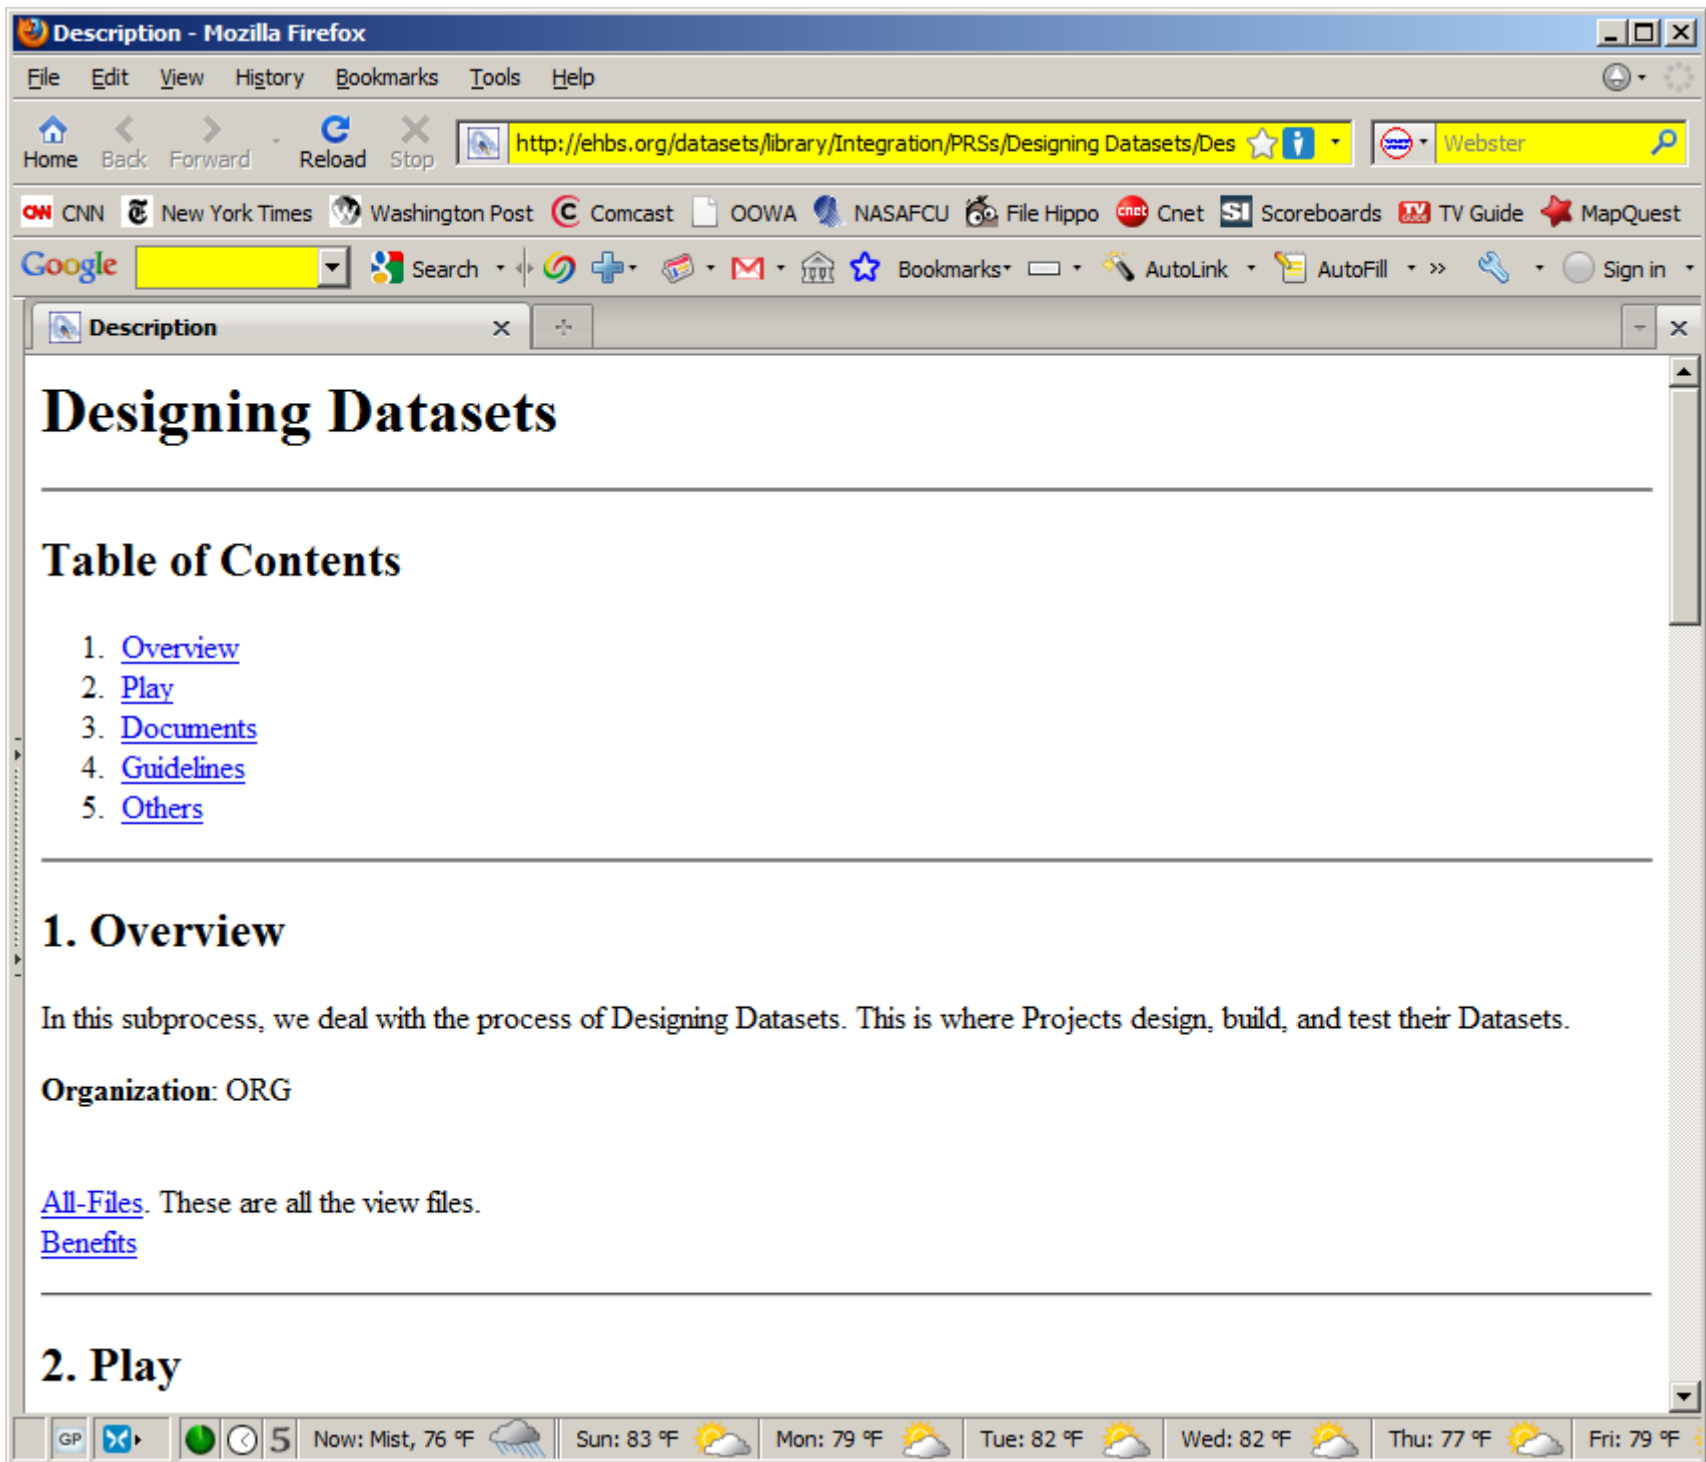 Description - Mozilla Firefox
File Edit View History Bookmarks Tools Help
Home Back Forward Reload Stop http://ehbs.org/datasets/library/Integration/PRSs/Designing Datasets/Des Webster
CNN CNN New York Times Washington Post Comcast OOWA NASAFCU File Hippo cnet Cnet SI Scoreboards TV GUIDE TV Guide MapQuest
Google Search Bookmarks AutoLink AutoFill » Sign in
Description
Designing Datasets
Table of Contents
1. Overview
2. Play
3. Documents
4. Guidelines
5. Others
1. Overview
In this subprocess, we deal with the process of Designing Datasets. This is where Projects design, build, and test their Datasets.
Organization: ORG
All-Files. These are all the view files.
Benefits
2. Play
GP 5 Now: Mist, 76 °F Sun: 83 °F Mon: 79 °F Tue: 82 °F Wed: 82 °F Thu: 77 °F Fri: 79 °F